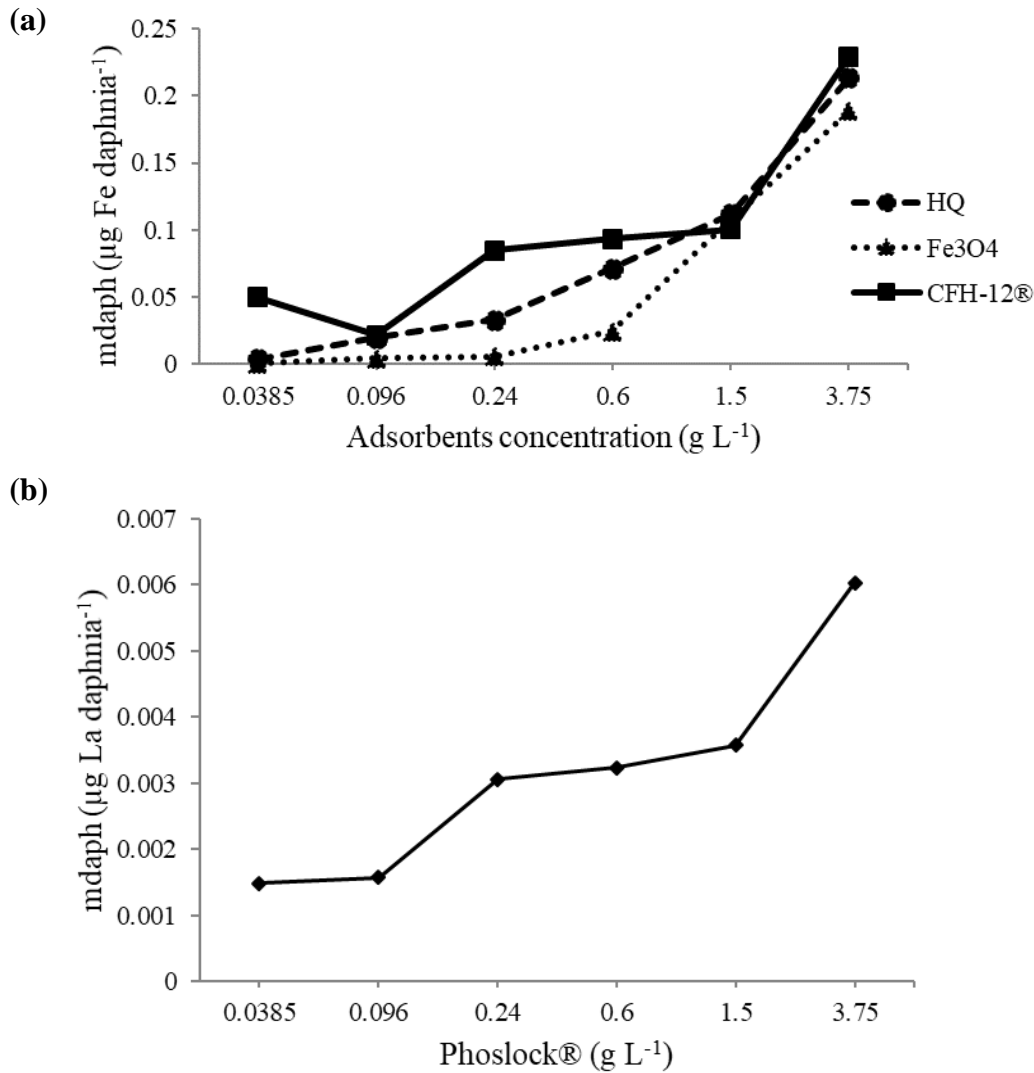 (a)
mdaph (µg Fe daphnia⁻¹)
0.25
0.2
0.15
0.1
0.05
0
0.0385 0.096 0.24 0.6 1.5 3.75
Adsorbents concentration (g L⁻¹)
HQ
Fe3O4
CFH-12®
(b)
mdaph (µg La daphnia⁻¹)
0.007
0.006
0.005
0.004
0.003
0.002
0.001
0
0.0385 0.096 0.24 0.6 1.5 3.75
Phoslock® (g L⁻¹)